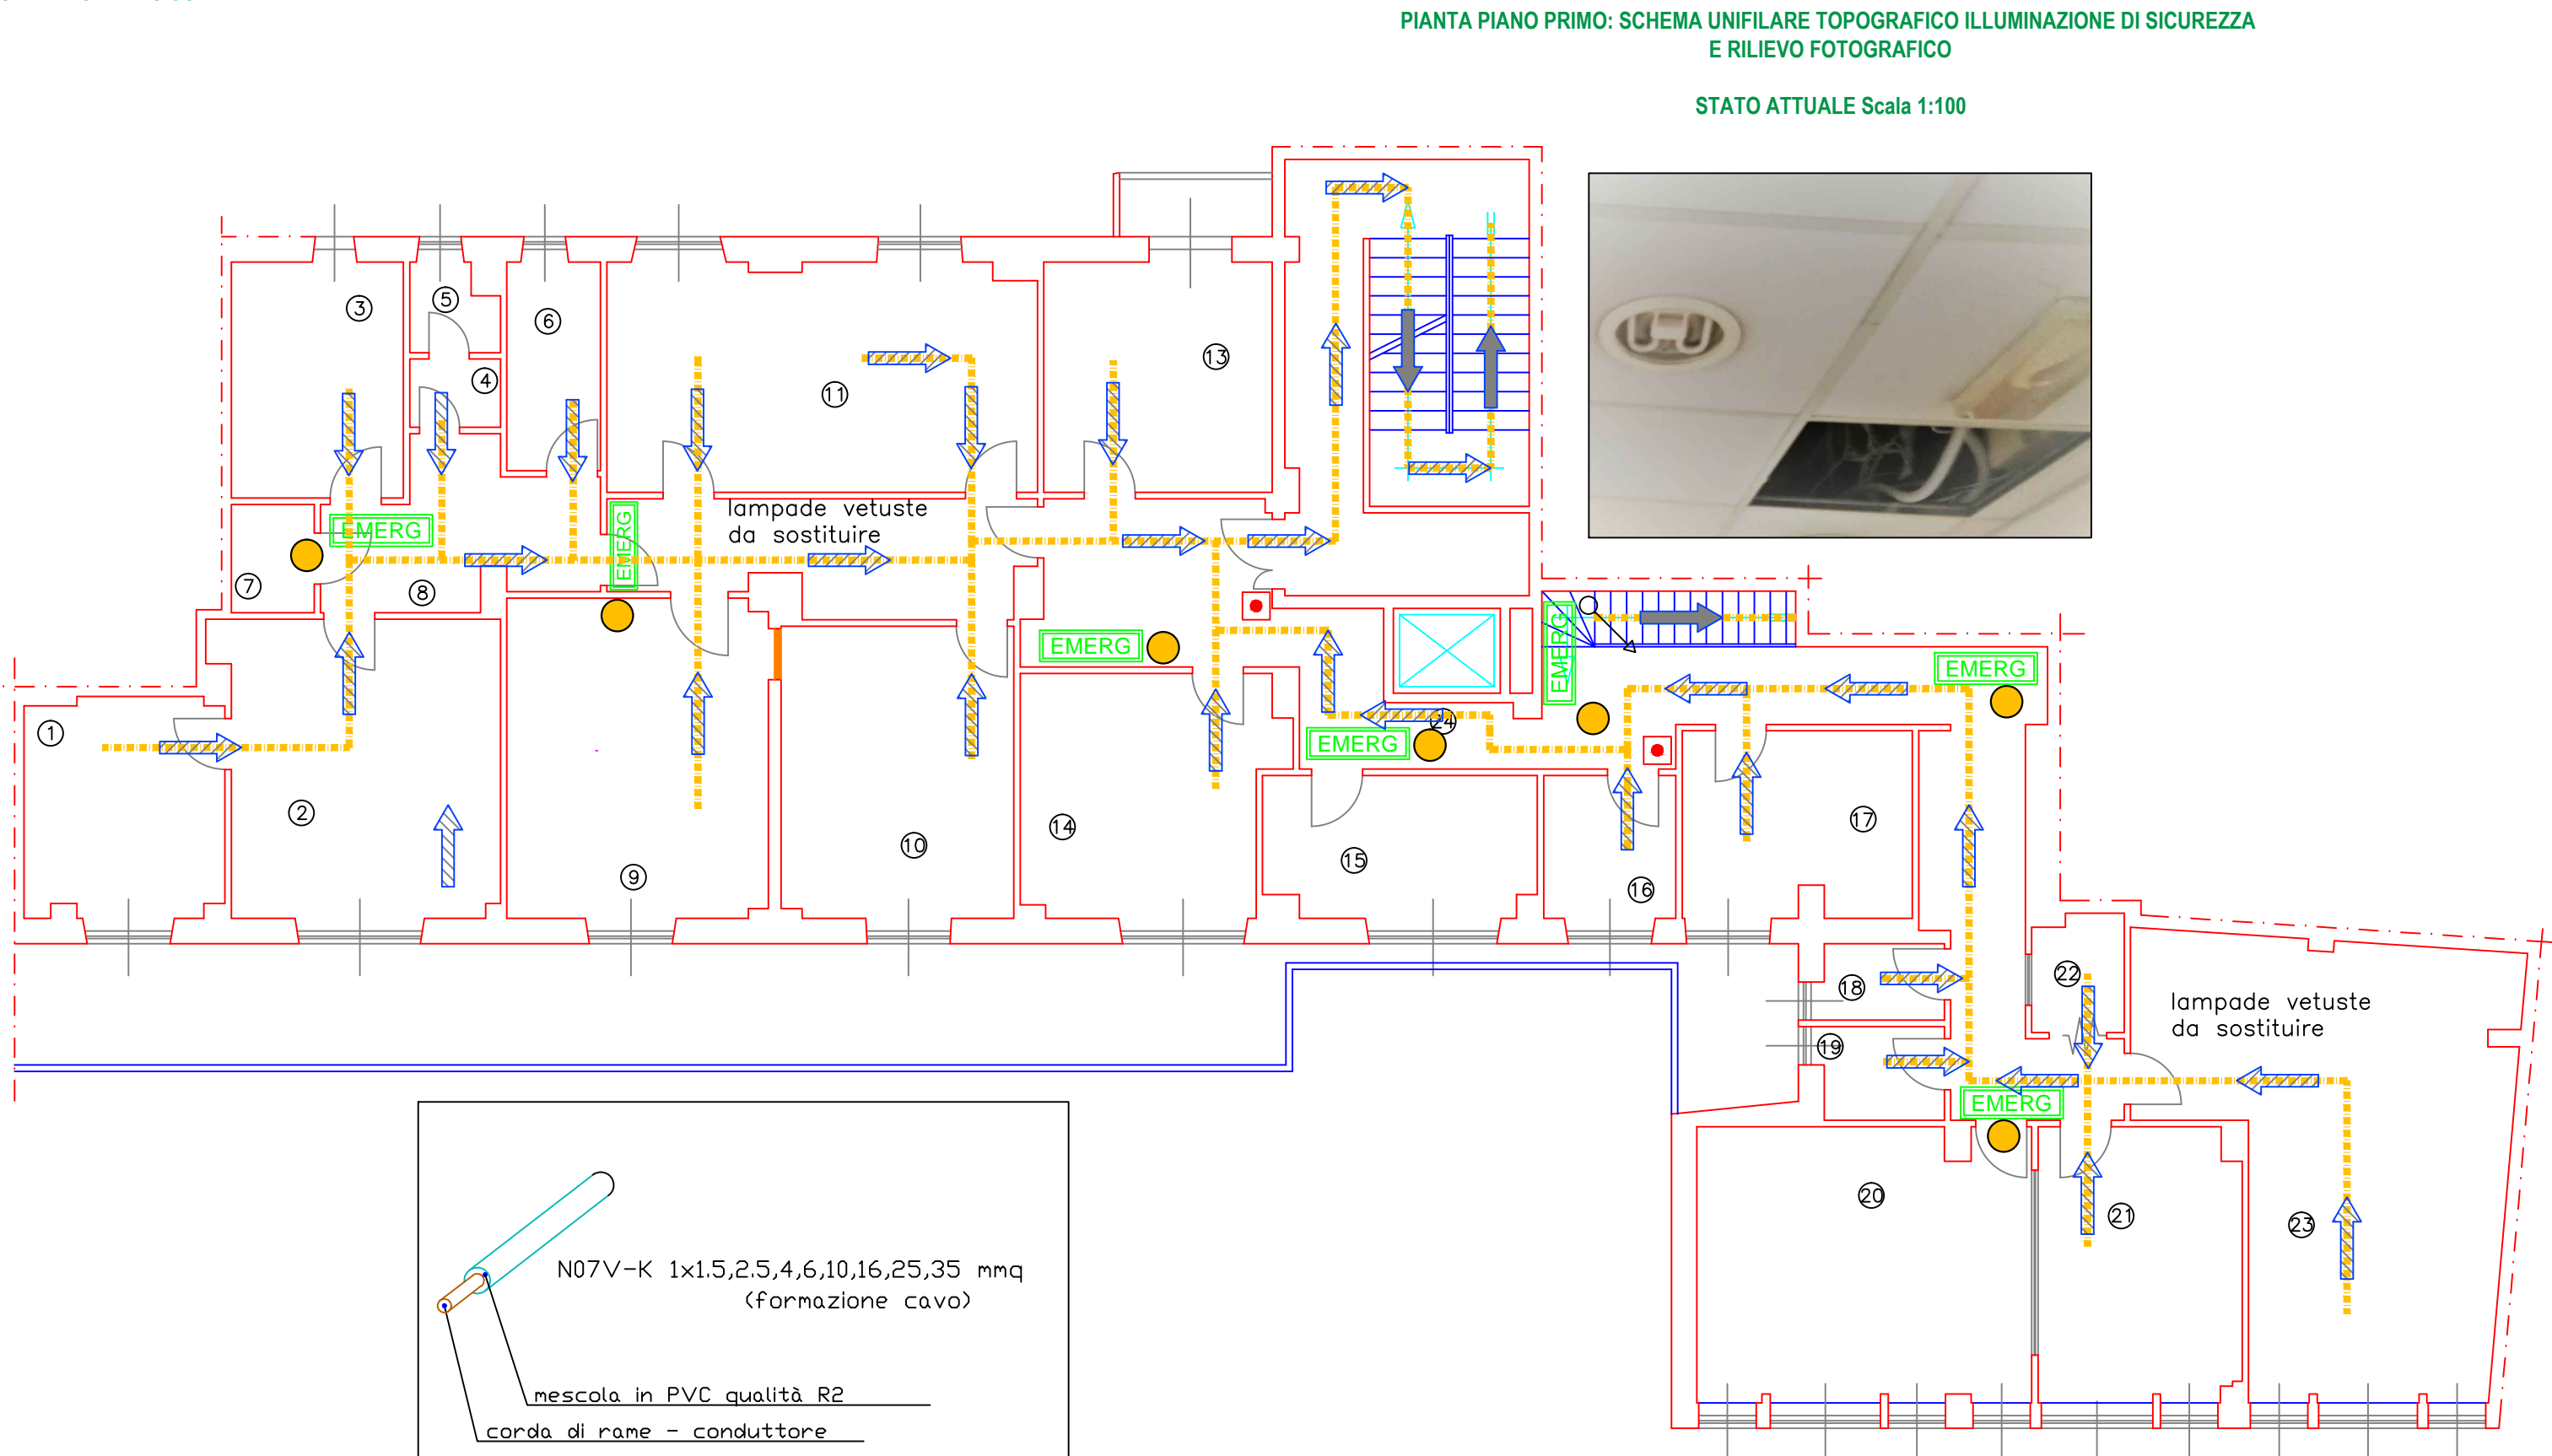 PIANTA PIANO PRIMO: SCHEMA UNIFILARE TOPOGRAFICO ILLUMINAZIONE DI SICUREZZA
E RILIEVO FOTOGRAFICO
STATO ATTUALE Scala 1:100
3
5
6
4
11
13
EMERG
EMERG
lampade vetuste
da sostituire
7
8
EMERG
EMERG
EMERG
1
24
EMERG
2
14
17
10
15
9
16
18
22
lampade vetuste
da sostituire
19
EMERG
20
21
23
N07V-K 1x1.5,2.5,4,6,10,16,25,35 mmq
(formazione cavo)
mescola in PVC qualità R2
corda di rame - conduttore